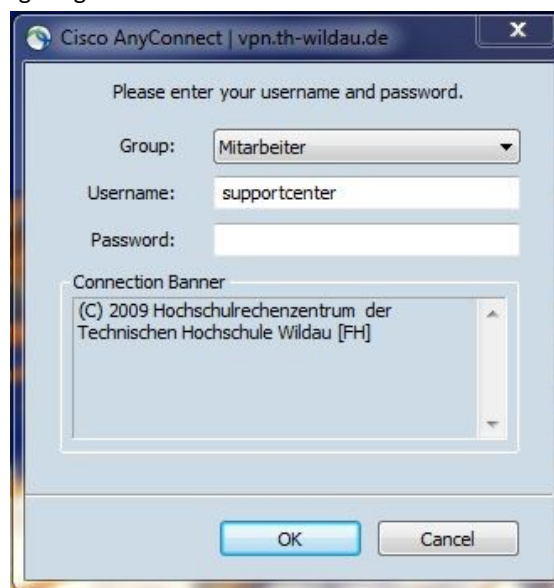 Cisco AnyConnect | vpn.th-wildau.de
Please enter your username and password.
Group: Mitarbeiter
Username: supportcenter
Password:
Connection Banner
(C) 2009 Hochschulrechenzentrum der
Technischen Hochschule Wildau [FH]
OK Cancel